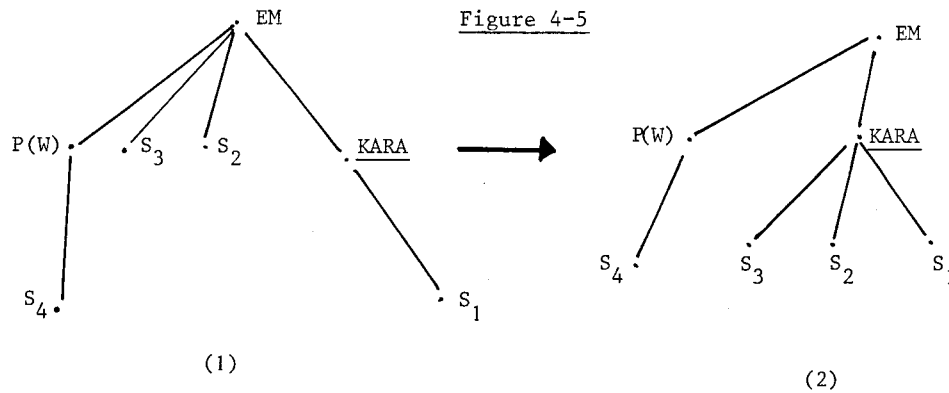 Figure 4-5
EM
P(W)
S3
S2
KARA
S4
S1
(1)
EM
P(W)
KARA
S4
S3
S2
S
(2)